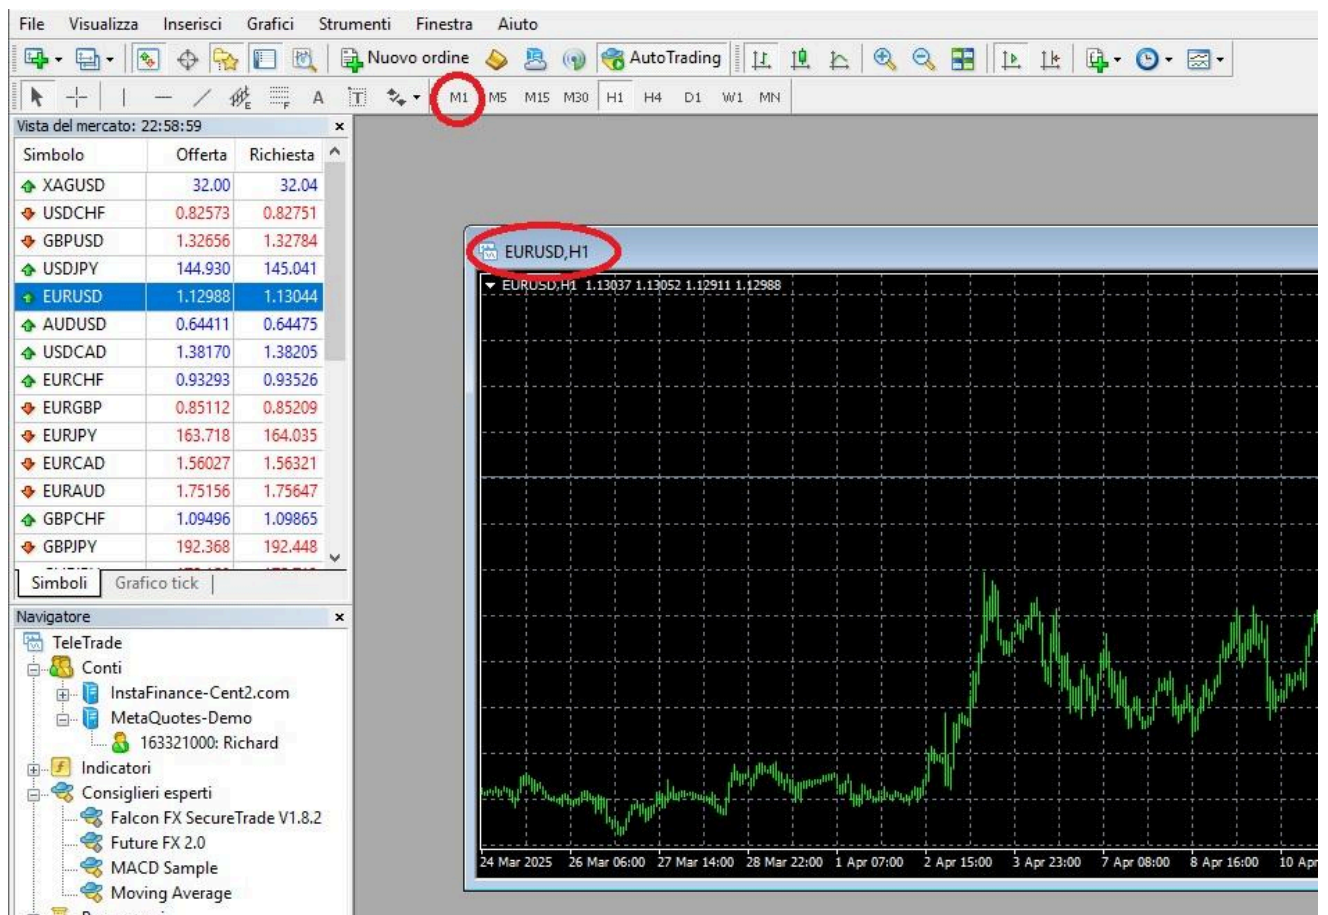 File Visualizza Inserisci Grafici Strumenti Finestra Aiuto
Nuovo ordine AutoTrading
A T M1 M5 M15 M30 H1 H4 D1 W1 MN
Vista del mercato: 22:58:59
Simbolo Offerta Richiesta
XAGUSD 32.00 32.04
USDCHF 0.82573 0.82751
GBPUSD 1.32656 1.32784
USDJPY 144.930 145.041
EURUSD 1.12988 1.13044
AUDUSD 0.64411 0.64475
USDCAD 1.38170 1.38205
EURCHF 0.93293 0.93526
EURGBP 0.85112 0.85209
EURJPY 163.718 164.035
EURCAD 1.56027 1.56321
EURAUD 1.75156 1.75647
GBPCHF 1.09496 1.09865
GBPJPY 192.368 192.448
Simboli Grafico tick
Navigatore
TeleTrade
Conti
InstaFinance-Cent2.com
MetaQuotes-Demo
163321000: Richard
Indicatori
Consiglieri esperti
Falcon FX SecureTrade V1.8.2
Future FX 2.0
MACD Sample
Moving Average
EURUSD,H1
EURUSD,H1 1.13037 1.13052 1.12911 1.12988
24 Mar 2025 26 Mar 06:00 27 Mar 14:00 28 Mar 22:00 1 Apr 07:00 2 Apr 15:00 3 Apr 23:00 7 Apr 08:00 8 Apr 16:00 10 Apr